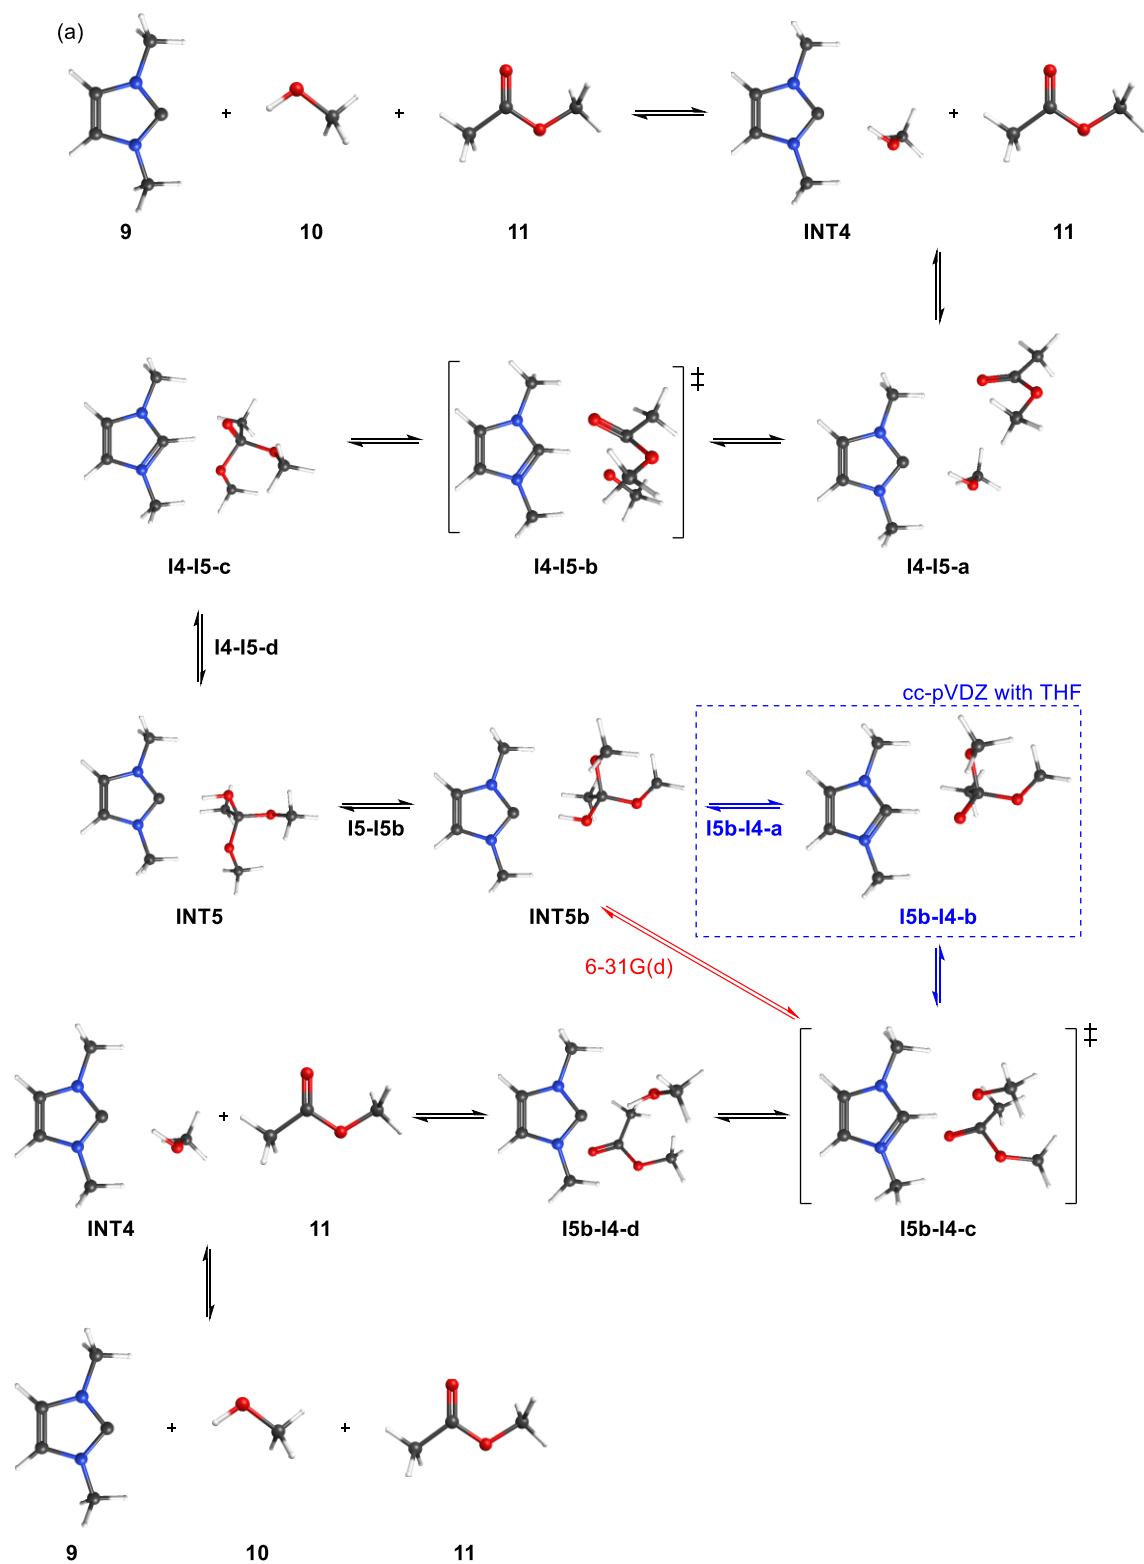 (a)
+ + +
9 10 11 INT4 11
‡
I4-I5-c I4-I5-b I4-I5-a
I4-I5-d
cc-pVDZ with THF
I5-I5b I5b-I4-a
INT5 INT5b I5b-I4-b
6-31G(d)
‡
+
INT4 11 I5b-I4-d I5b-I4-c
+ +
9 10 11